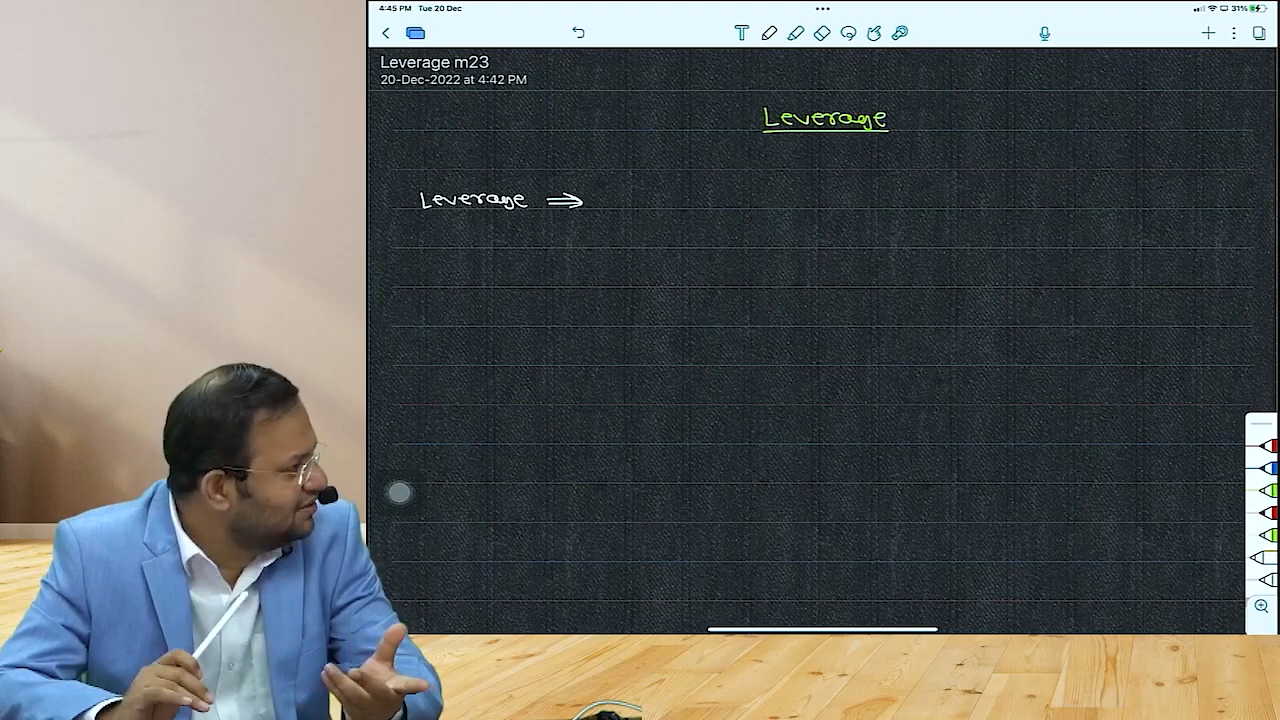 4:45 PM Tue 20 Dec
31%
T
Leverage m23
20-Dec-2022 at 4:42 PM
Leverage
Leverage ⇒